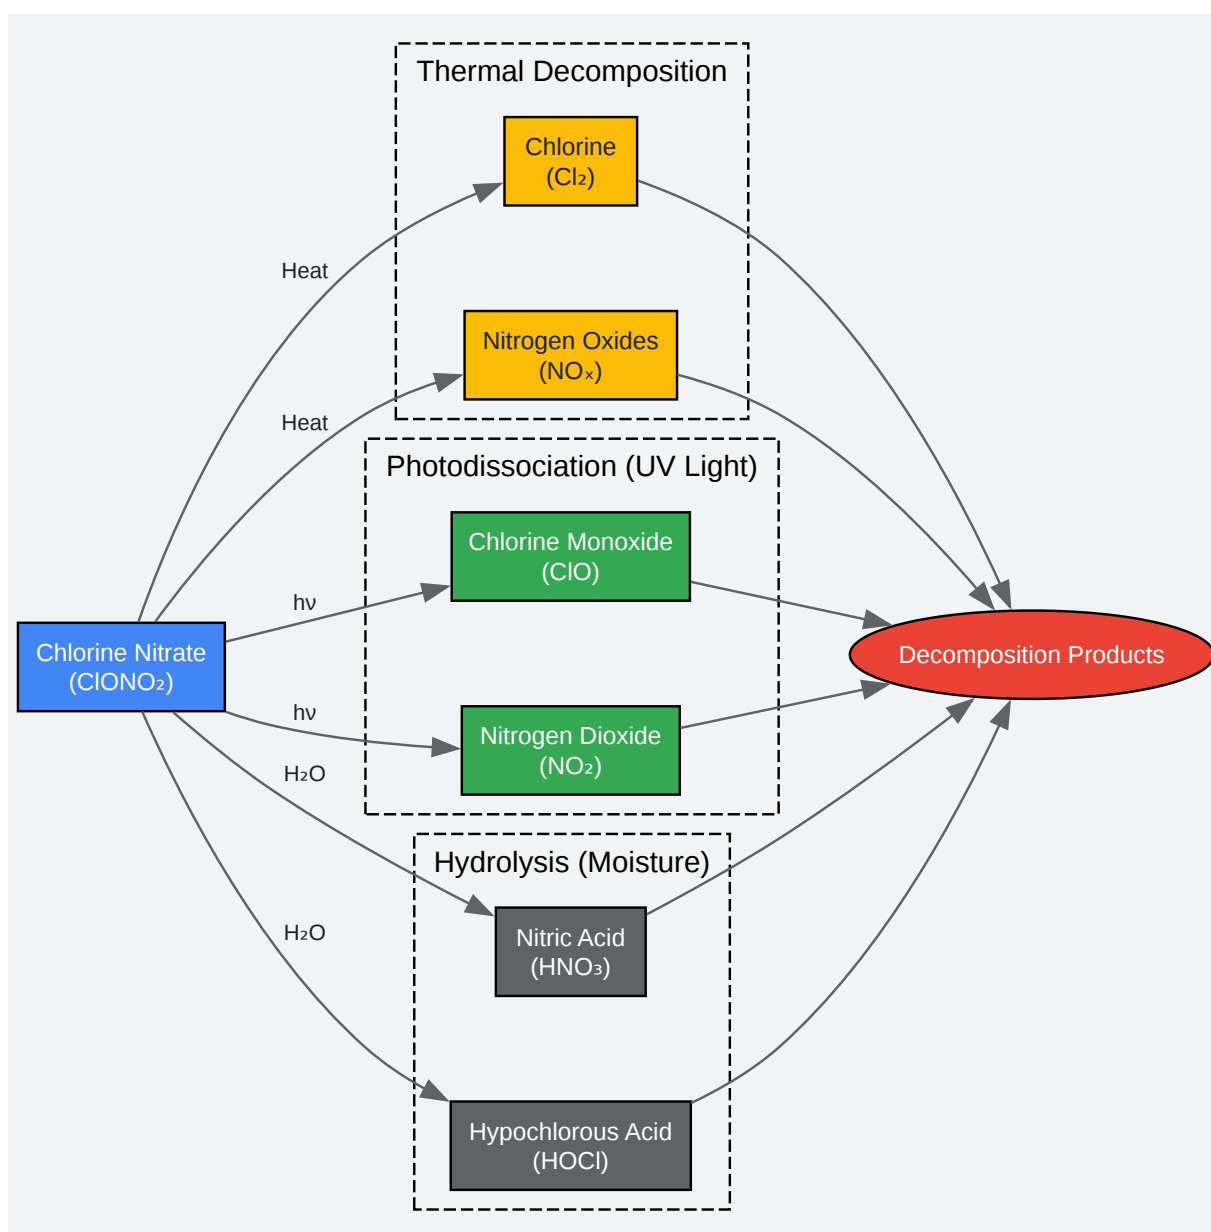 Thermal Decomposition
Chlorine
(Cl₂)
Heat
Nitrogen Oxides
(NOₓ)
Heat
Photodissociation (UV Light)
Chlorine Monoxide
(ClO)
hν
Chlorine Nitrate
(ClONO₂)
Decomposition Products
hν
Nitrogen Dioxide
(NO₂)
H₂O
Hydrolysis (Moisture)
Nitric Acid
(HNO₃)
H₂O
Hypochlorous Acid
(HOCl)